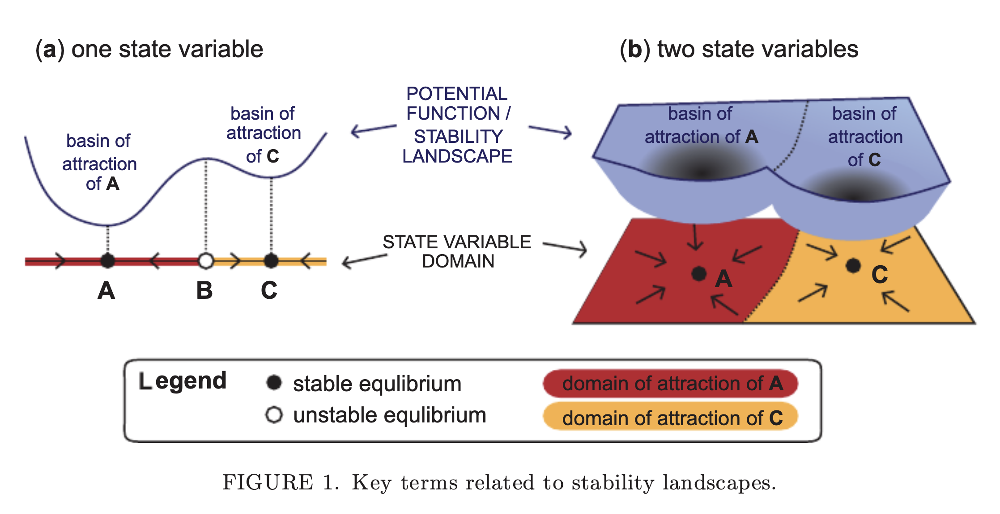 (a) one state variable
(b) two state variables
POTENTIAL
FUNCTION /
STABILITY
LANDSCAPE
basin of
attraction
of A
basin of
attraction
of C
basin of
attraction of A
basin of
attraction
of C
STATE VARIABLE
DOMAIN
A
B
C
A
C
Legend
stable equlibrium
unstable equlibrium
domain of attraction of A
domain of attraction of C
FIGURE 1. Key terms related to stability landscapes.